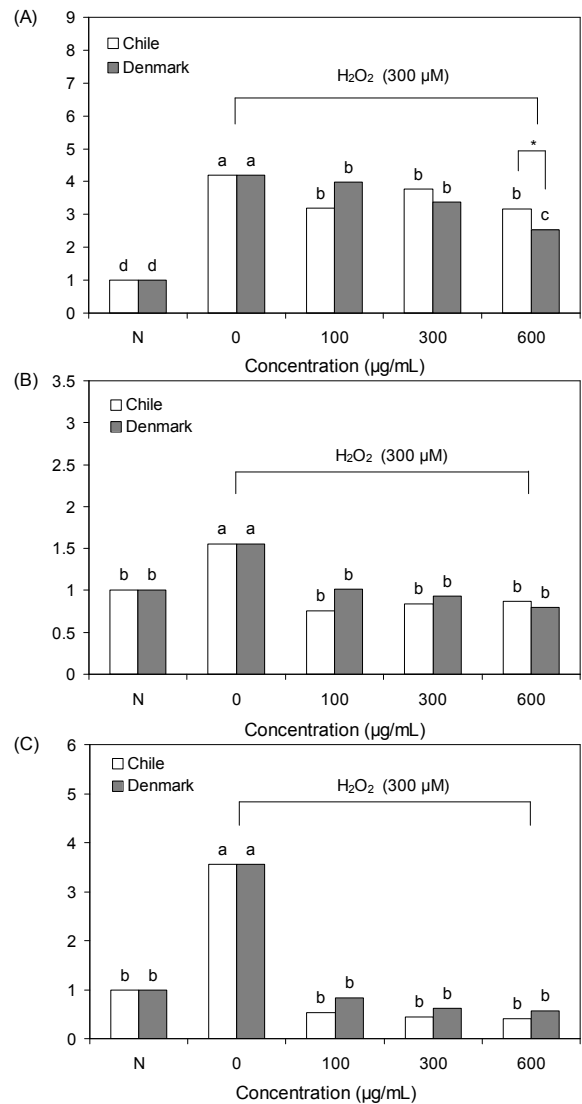 (A)
9
8
7
6
5
4
3
2
1
0
Chile
Denmark
H₂O₂ (300 µM)
*
d d a a b b b b b c
N 0 100 300 600
Concentration (µg/mL)
(B)
3.5
3
2.5
2
1.5
1
0.5
0
Chile
Denmark
H₂O₂ (300 µM)
b b a a b b b b b b
N 0 100 300 600
Concentration (µg/mL)
(C)
6
5
4
3
2
1
0
Chile
Denmark
H₂O₂ (300 µM)
b b a a b b b b b b
N 0 100 300 600
Concentration (µg/mL)